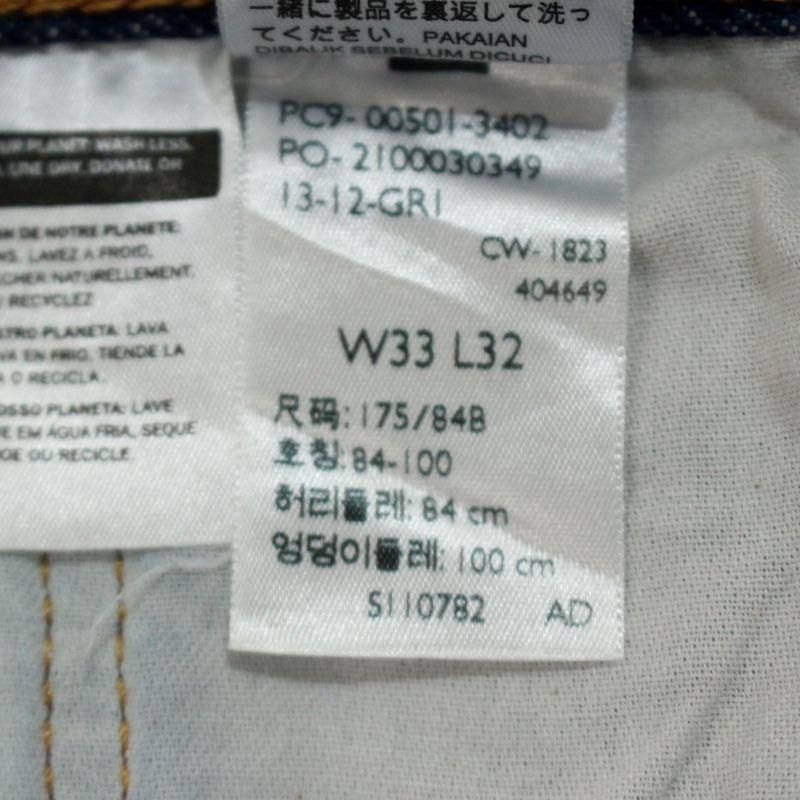 一緒に製品を裏返して洗っ
てください。PAKAIAN
DIBALIK SEBELUM DICUCI
PC9-00501-3402
PO-2100030349
13-12-GR1
CW-1823
404649
W33 L32
尺码:175/84B
호칭:84-100
허리둘레: 84 cm
엉덩이둘레: 100 cm
S110782 AD
UR PLANET: WASH LESS,
LINE DRY, DONATE OR
DE NOTRE PLANETE:
LAVEZ A FROID,
NATURELLEMENT,
RECYCLEZ
PLANETA: LAVA
EN FRIO, TIENDE LA
O RECICLA.
PLANETA: LAVE
EM ÁGUA FRIA, SEQUE
OU RECICLE.